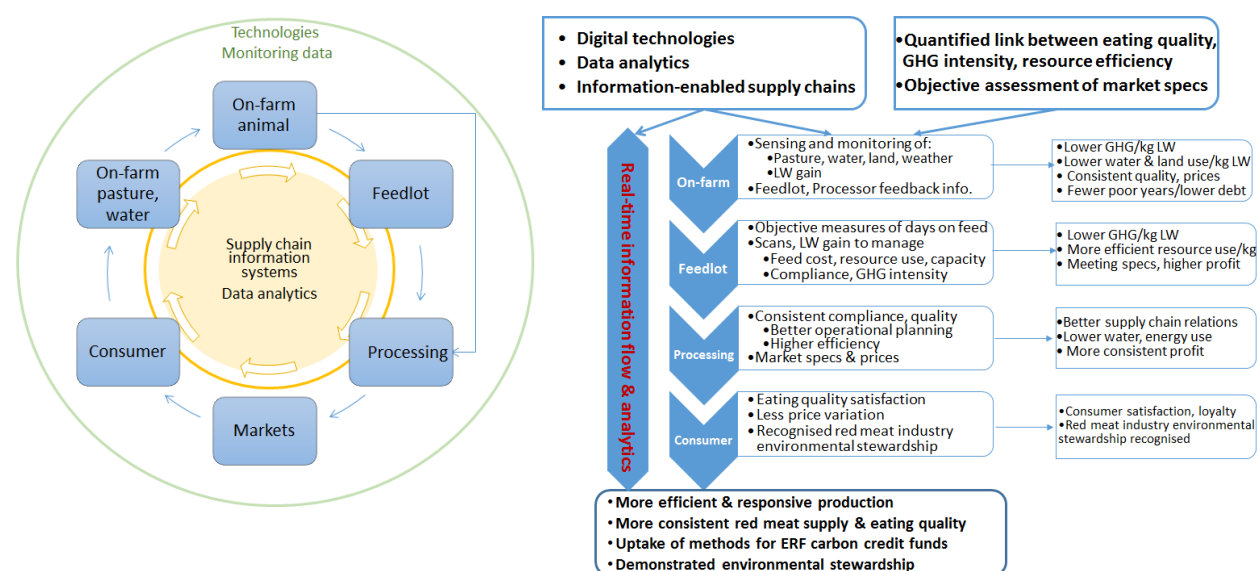 Technologies
Monitoring data
On-farm
animal
On-farm
pasture,
water
Feedlot
Supply chain
information
systems
Data analytics
Consumer
Processing
Markets
• Digital technologies
• Data analytics
• Information-enabled supply chains
•Quantified link between eating quality,
GHG intensity, resource efficiency
•Objective assessment of market specs
Real-time information flow & analytics
On-farm
•Sensing and monitoring of:
•Pasture, water, land, weather
•LW gain
•Feedlot, Processor feedback info.
•Lower GHG/kg LW
•Lower water & land use/kg LW
• Consistent quality, prices
• Fewer poor years/lower debt
Feedlot
•Objective measures of days on feed
•Scans, LW gain to manage
•Feed cost, resource use, capacity
•Compliance, GHG intensity
• Lower GHG/kg LW
• More efficient resource use/kg
• Meeting specs, higher profit
Processing
•Consistent compliance, quality
•Better operational planning
•Higher efficiency
•Market specs & prices
•Better supply chain relations
•Lower water, energy use
• More consistent profit
Consumer
• Eating quality satisfaction
•Less price variation
• Recognised red meat industry
environmental stewardship
•Consumer satisfaction, loyalty
•Red meat industry environmental
stewardship recognised
•More efficient & responsive production
•More consistent red meat supply & eating quality
•Uptake of methods for ERF carbon credit funds
•Demonstrated environmental stewardship